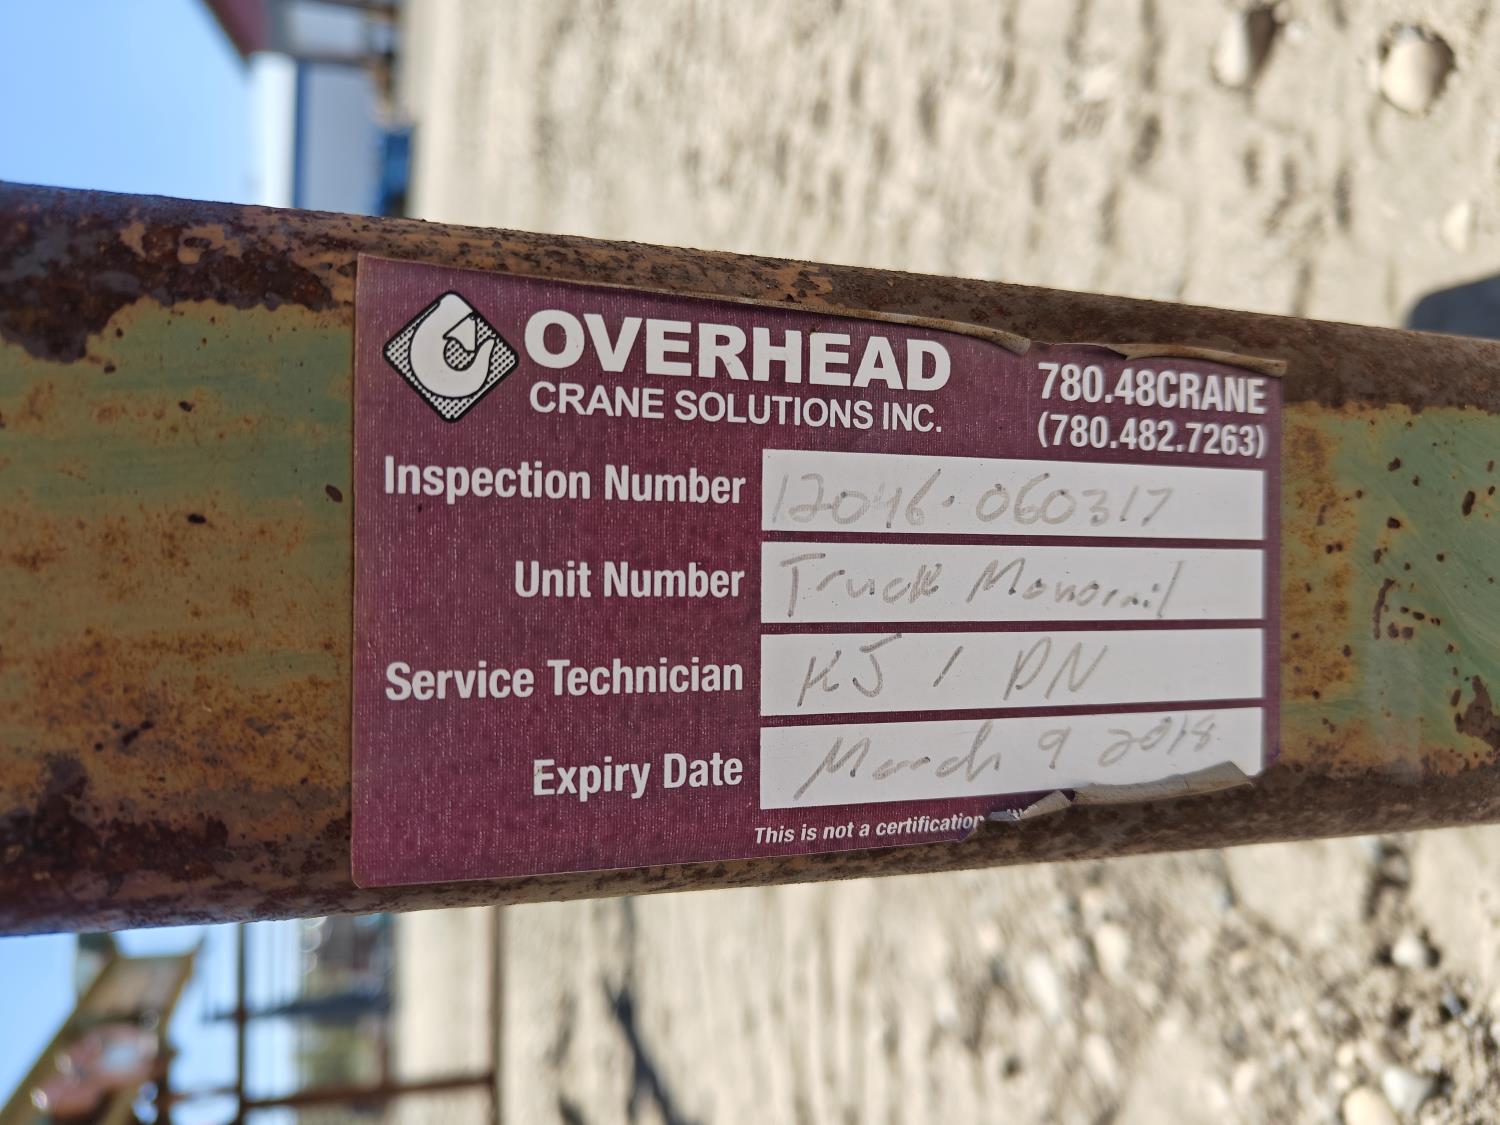 OVERHEAD
CRANE SOLUTIONS INC.
780.48CRANE
(780.482.7263)
Inspection Number 12046-060317
Unit Number Truck Monorail
Service Technician KJ / DN
Expiry Date March 9 2018
This is not a certification